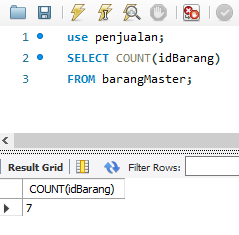 1 use penjualan;
2 SELECT COUNT(idBarang)
3 FROM barangMaster;
Result Grid Filter Rows:
COUNT(idBarang)
7